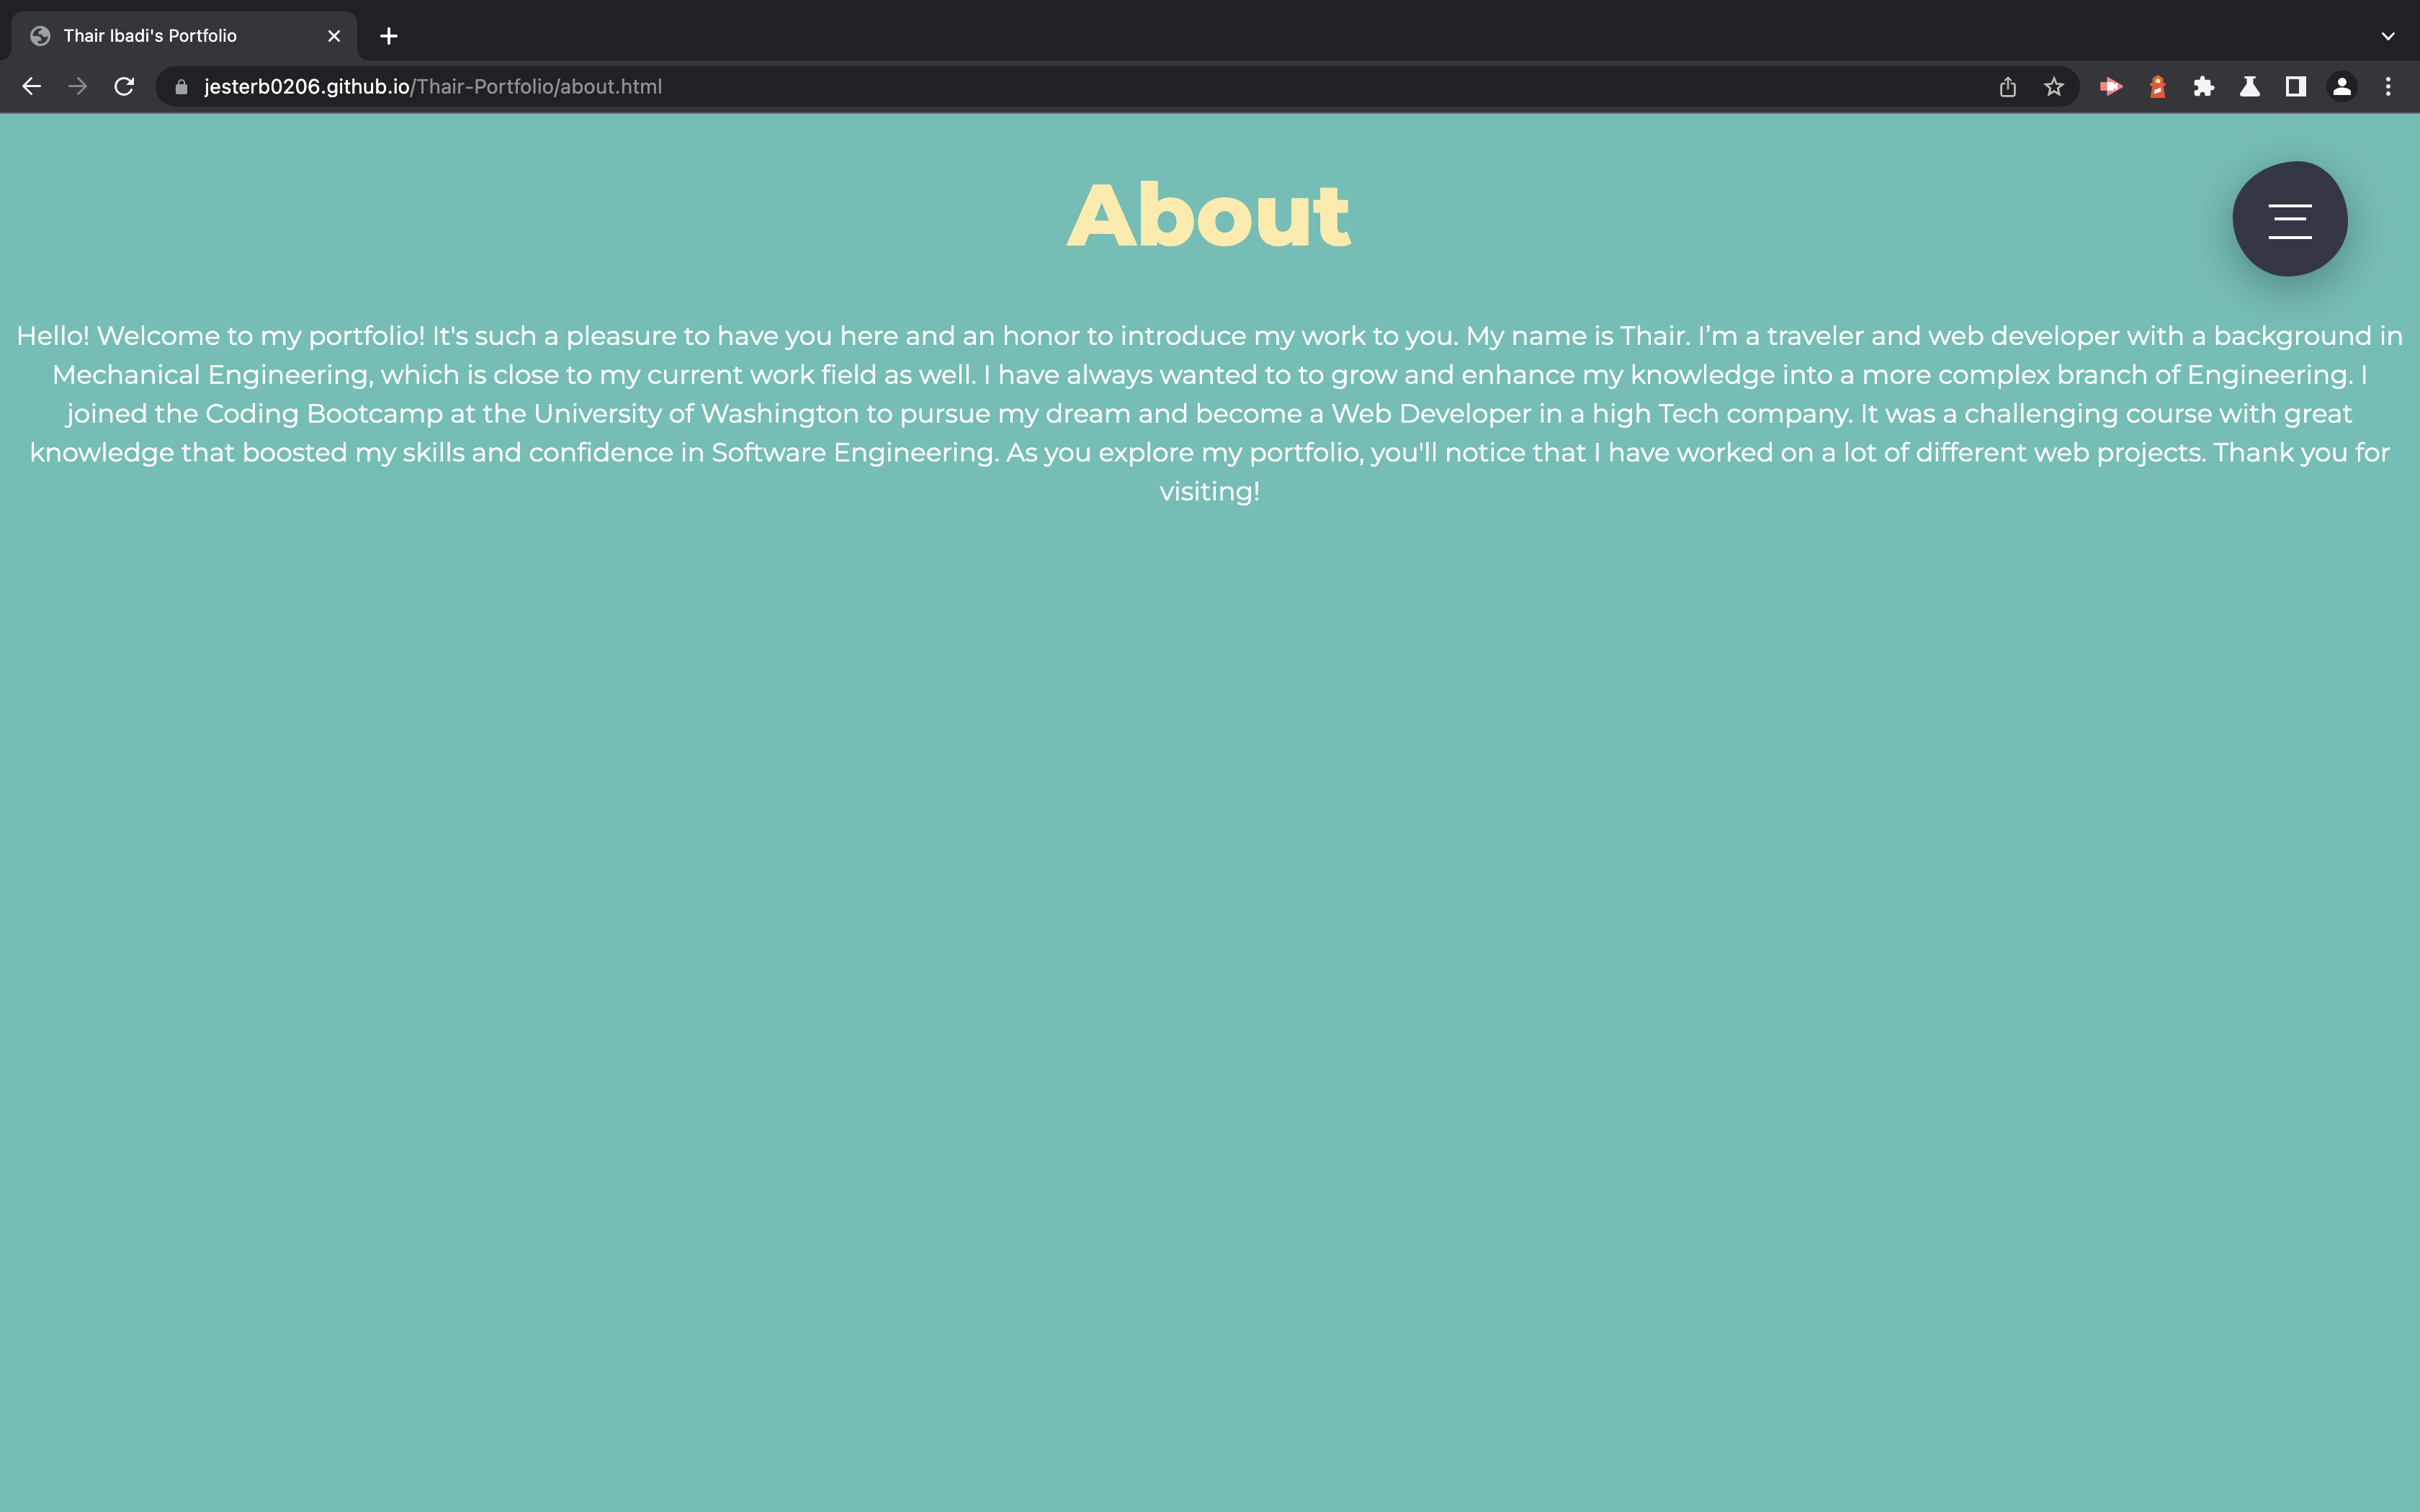 Thair Ibadi's Portfolio
jesterb0206.github.io/Thair-Portfolio/about.html
About
Hello! Welcome to my portfolio! It's such a pleasure to have you here and an honor to introduce my work to you. My name is Thair. I’m a traveler and web developer with a background in
Mechanical Engineering, which is close to my current work field as well. I have always wanted to to grow and enhance my knowledge into a more complex branch of Engineering. I
joined the Coding Bootcamp at the University of Washington to pursue my dream and become a Web Developer in a high Tech company. It was a challenging course with great
knowledge that boosted my skills and confidence in Software Engineering. As you explore my portfolio, you'll notice that I have worked on a lot of different web projects. Thank you for
visiting!